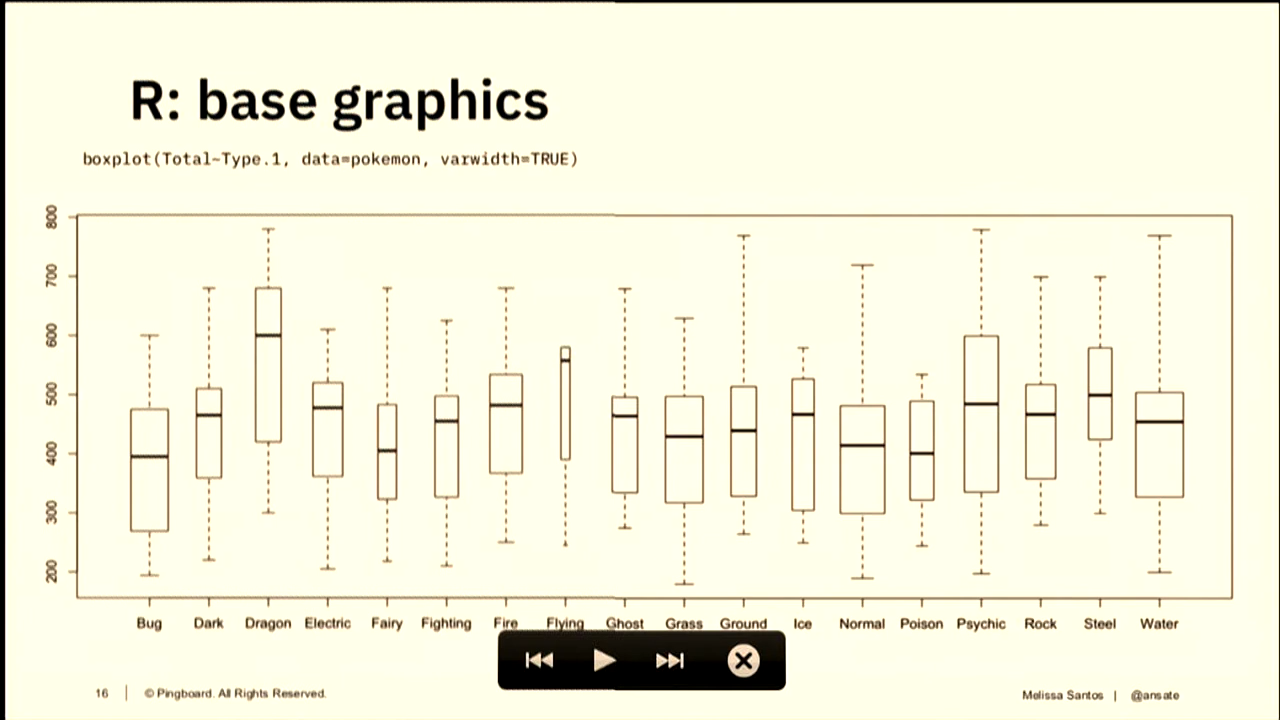 R: base graphics
boxplot(Total~Type.1, data=pokemon, varwidth=TRUE)
800
700
600
500
400
300
200
Bug Dark Dragon Electric Fairy Fighting Fire Flying Ghost Grass Ground Ice Normal Poison Psychic Rock Steel Water
16 | © Pingboard. All Rights Reserved.
Melissa Santos | @ansate